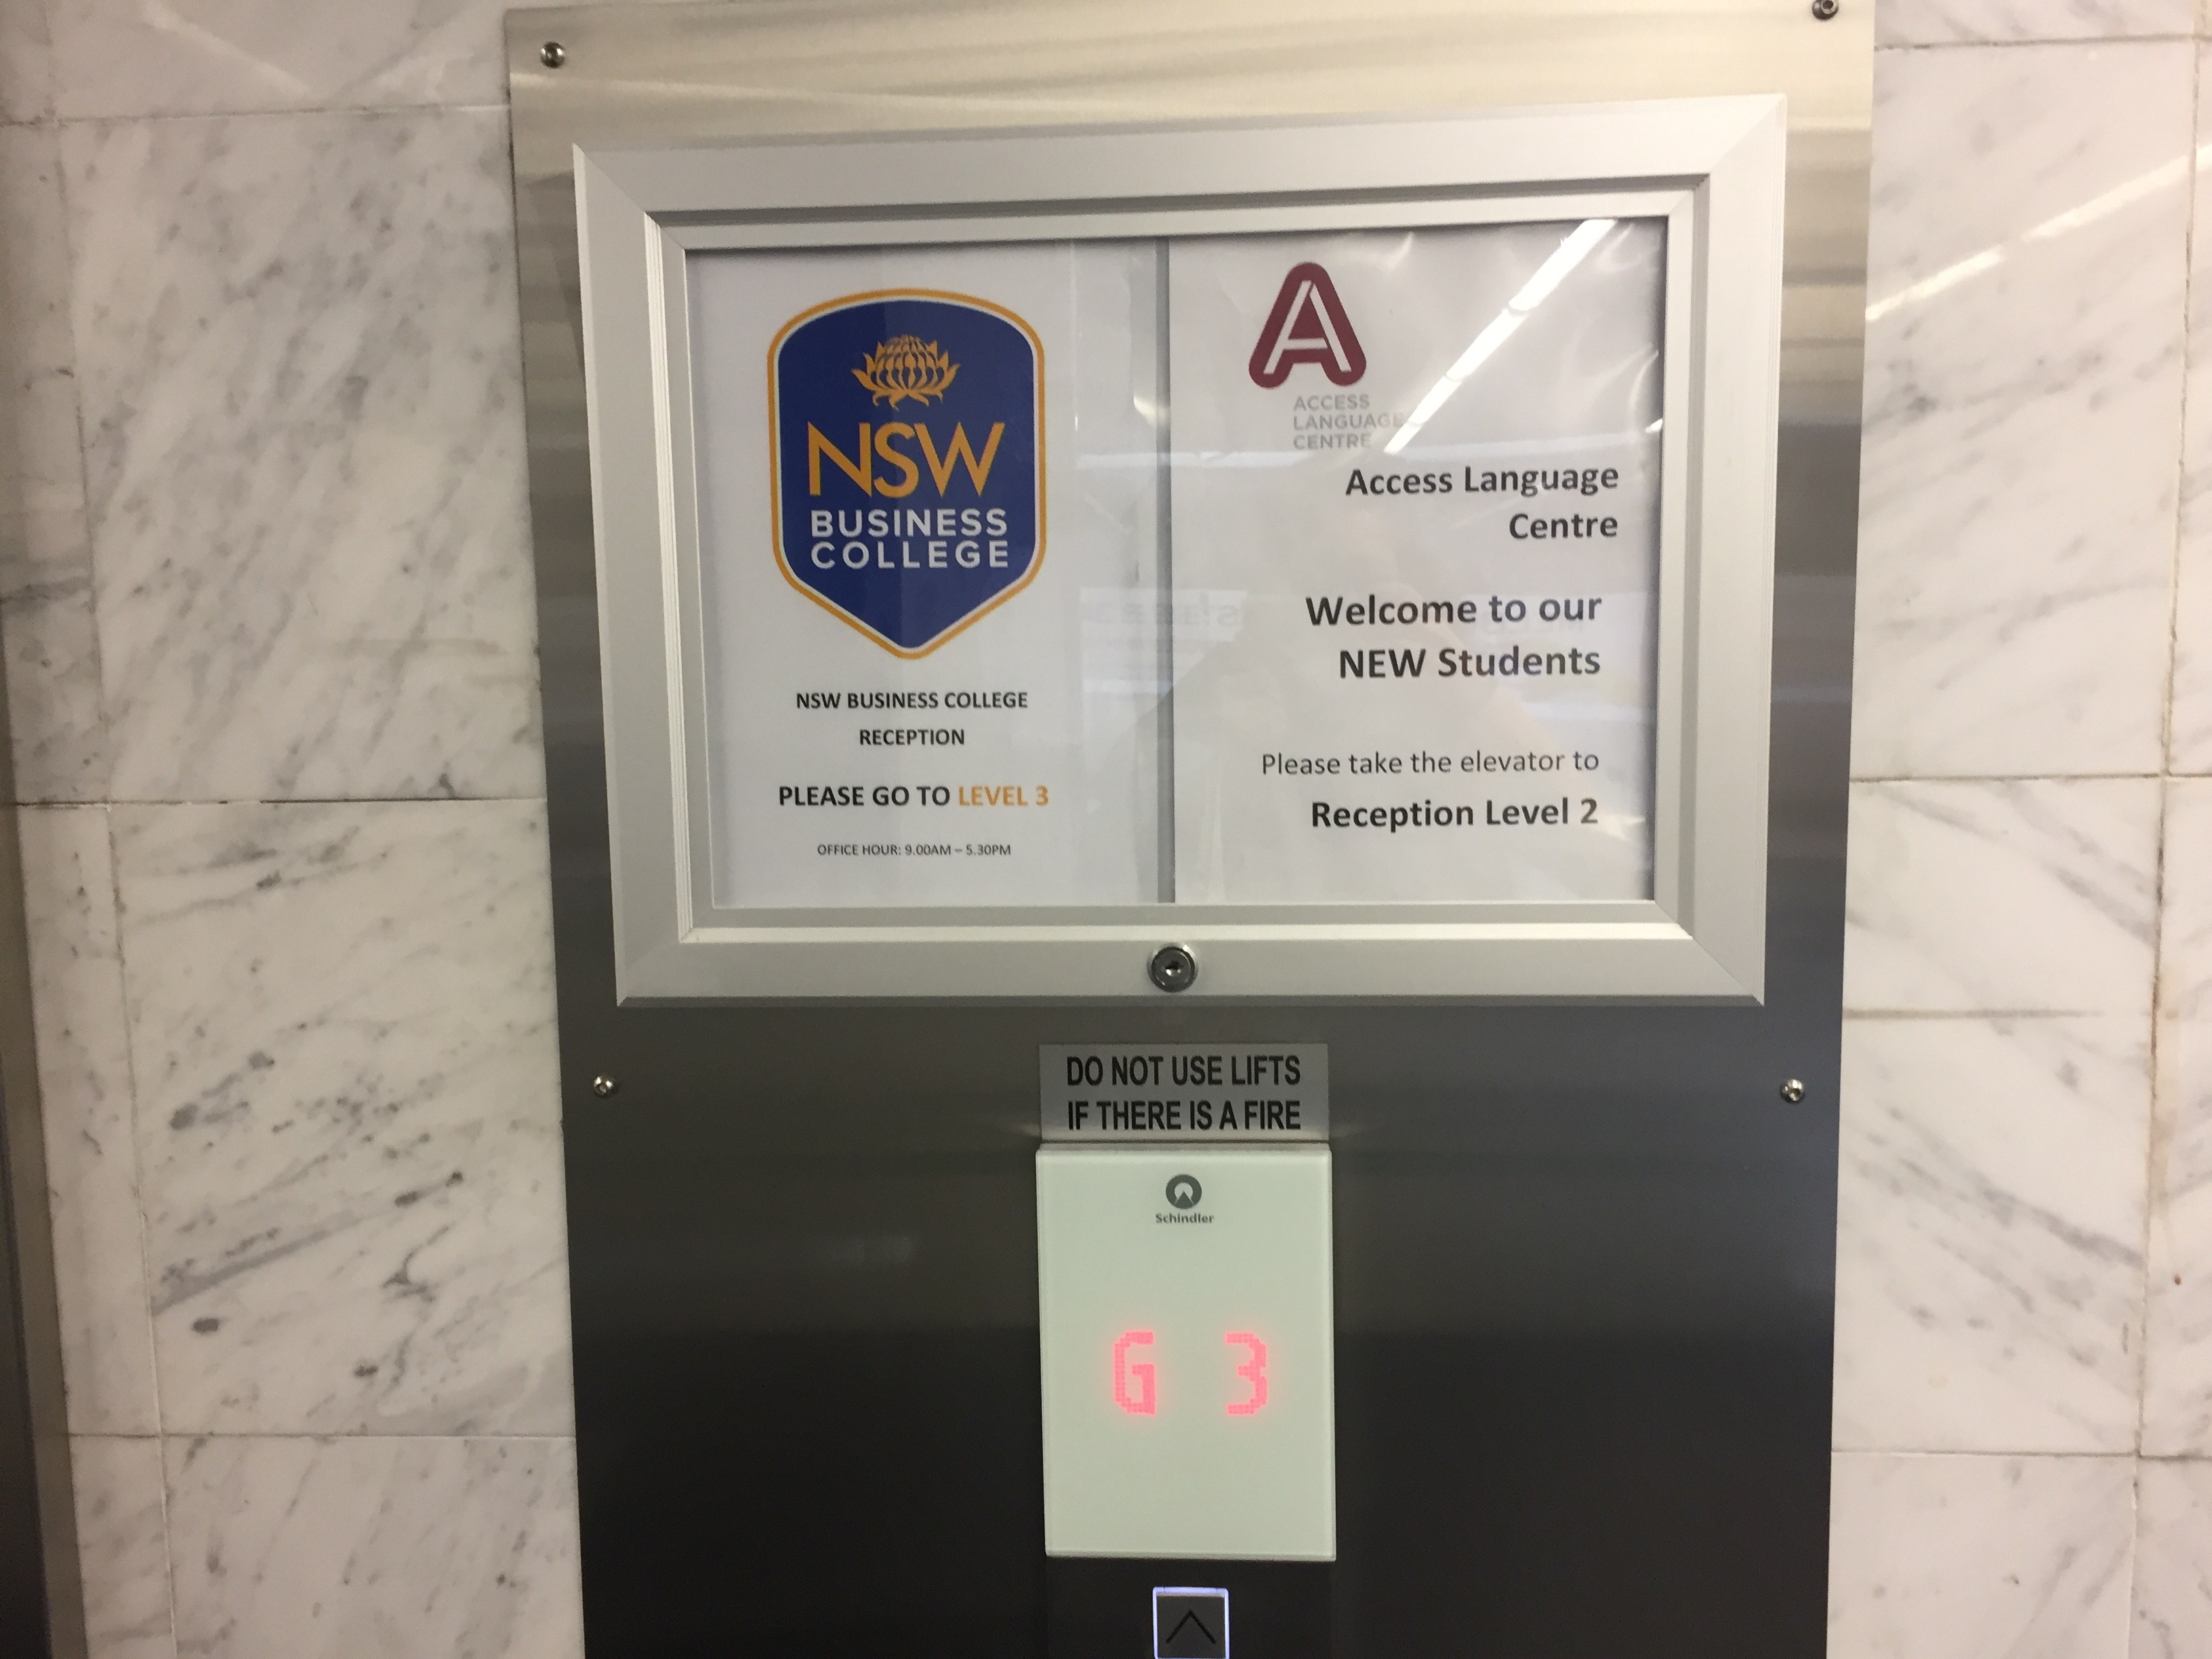 NSW
BUSINESS
COLLEGE
NSW BUSINESS COLLEGE
RECEPTION
PLEASE GO TO LEVEL 3
OFFICE HOUR: 9.00AM – 5.30PM
A
ACCESS
LANGUAGE
CENTRE
Access Language
Centre
Welcome to our
NEW Students
Please take the elevator to
Reception Level 2
DO NOT USE LIFTS
IF THERE IS A FIRE
Schindler
G 3